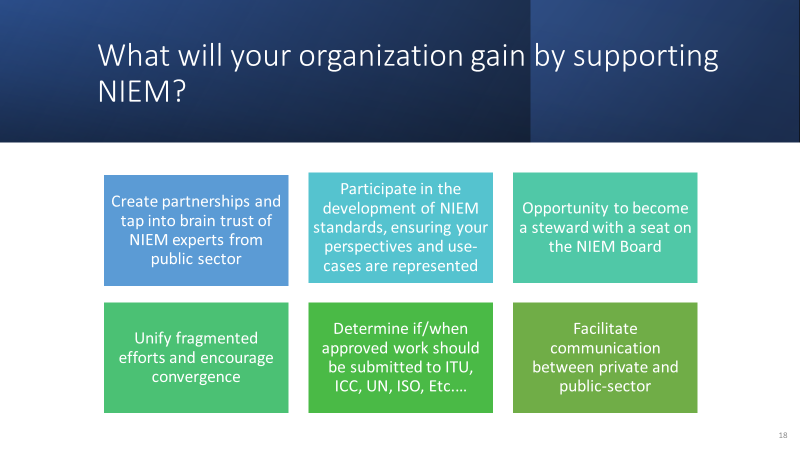 What will your organization gain by supporting
NIEM?
Create partnerships and
tap into brain trust of
NIEM experts from
public sector
Participate in the
development of NIEM
standards, ensuring your
perspectives and use-
cases are represented
Opportunity to become
a steward with a seat on
the NIEM Board
Unify fragmented
efforts and encourage
convergence
Determine if/when
approved work should
be submitted to ITU,
ICC, UN, ISO, Etc.…
Facilitate
communication
between private and
public-sector
18